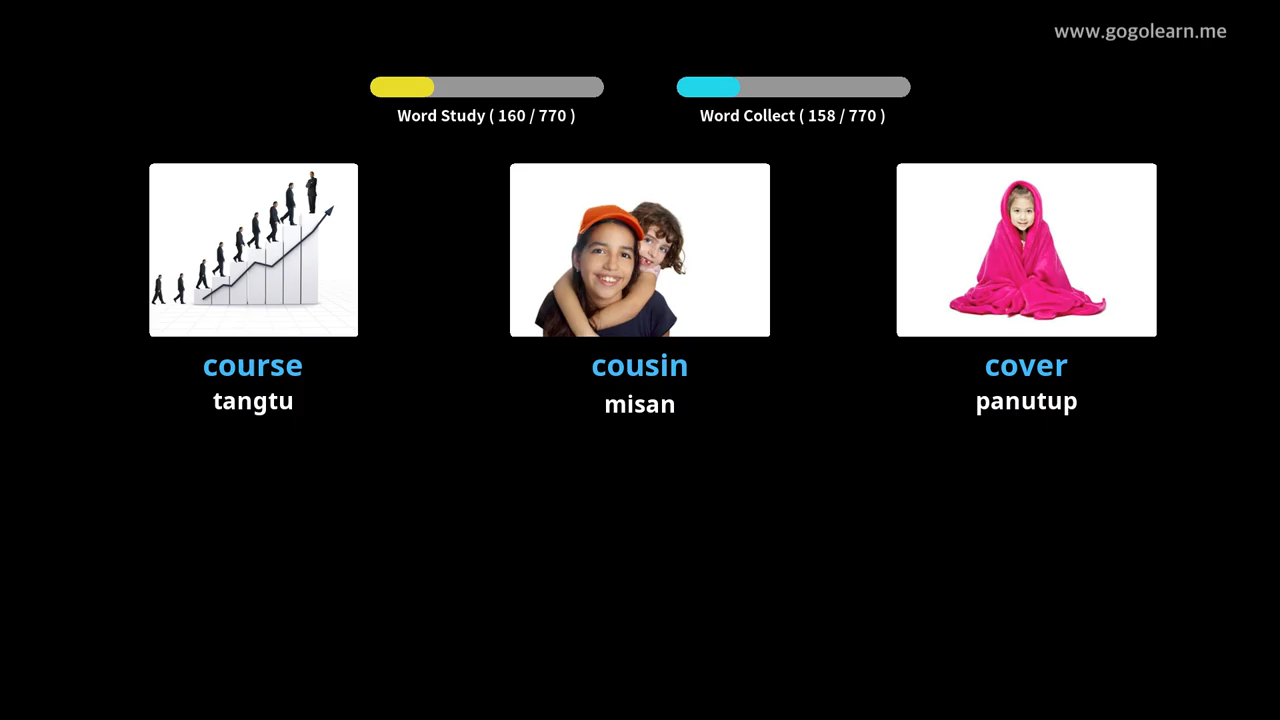 www.gogolearn.me
Word Study ( 160 / 770 )
Word Collect ( 158 / 770 )
course
tangtu
cousin
misan
cover
panutup